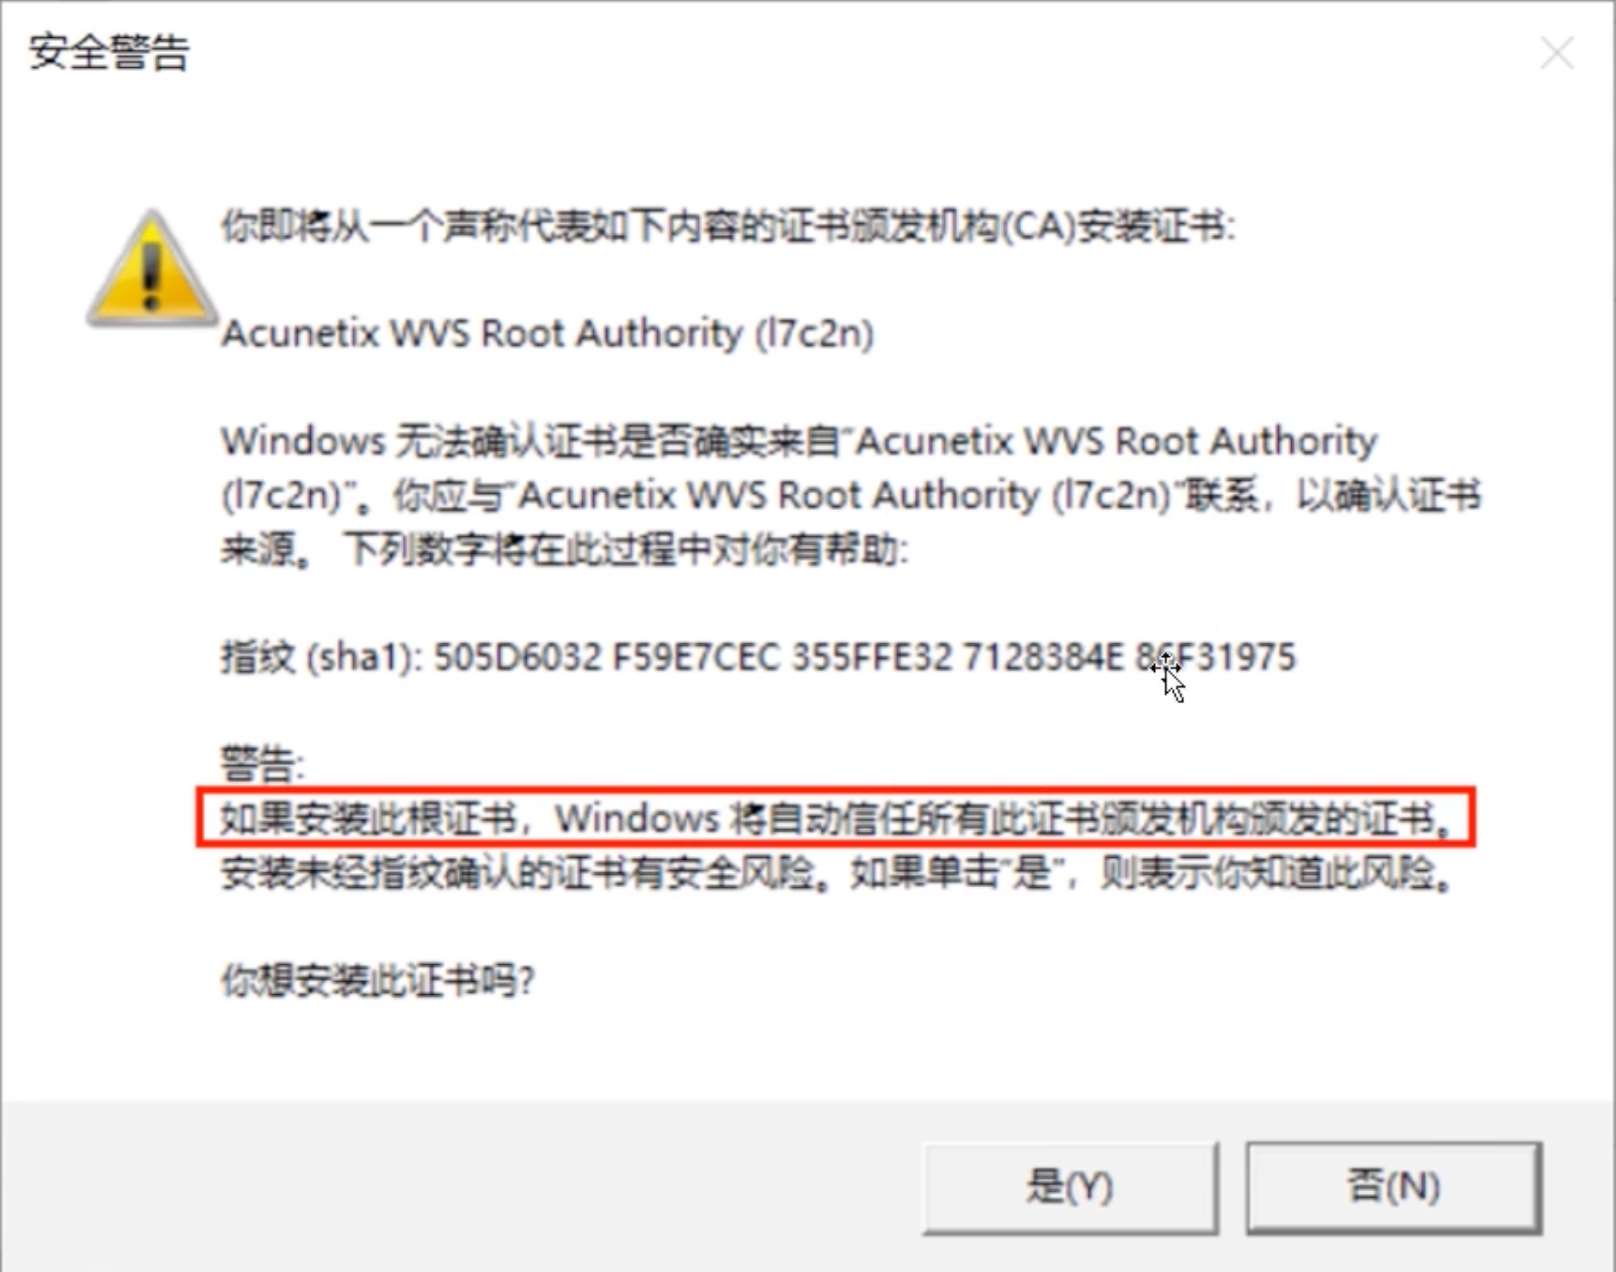 安全警告
你即将从一个声称代表如下内容的证书颁发机构(CA)安装证书:
Acunetix WVS Root Authority (l7c2n)
Windows 无法确认证书是否确实来自"Acunetix WVS Root Authority
(l7c2n)"。你应与"Acunetix WVS Root Authority (l7c2n)"联系，以确认证书
来源。 下列数字将在此过程中对你有帮助:
指纹 (sha1): 505D6032 F59E7CEC 355FFE32 7128384E
警告:
如果安装此根证书，Windows 将自动信任所有此证书颁发机构颁发的证书。
安装未经指纹确认的证书有安全风险。如果单击"是"，则表示你知道此风险。
你想安装此证书吗?
是(Y)
否(N)